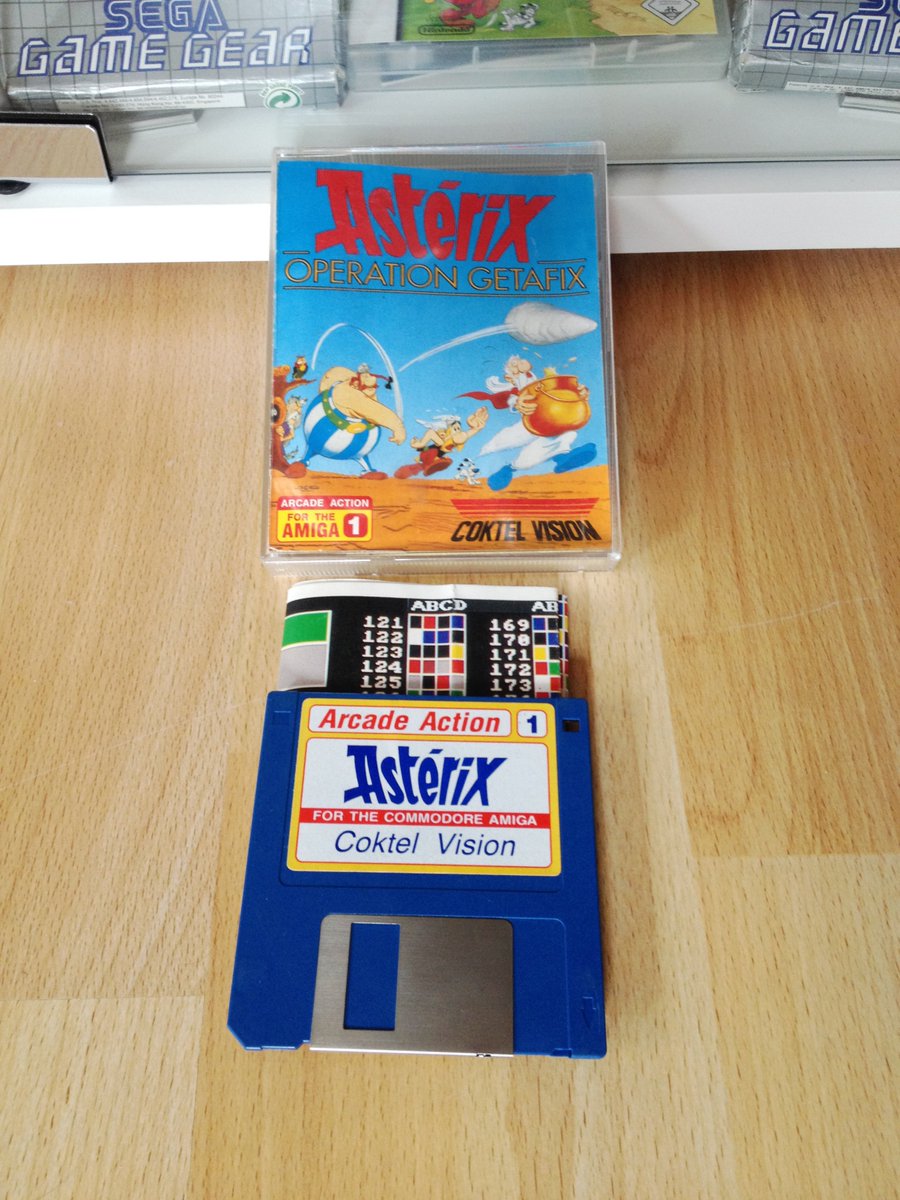 SEGA
GAME GEAR
Nintendo
GAME
Astérix
OPERATION GETAFIX
ARCADE ACTION
FOR THE
AMIGA 1
COKTEL VISION
ABCD
AB
121
122
123
124
125
169
170
171
172
173
Arcade Action 1
Astérix
FOR THE COMMODORE AMIGA
Coktel Vision